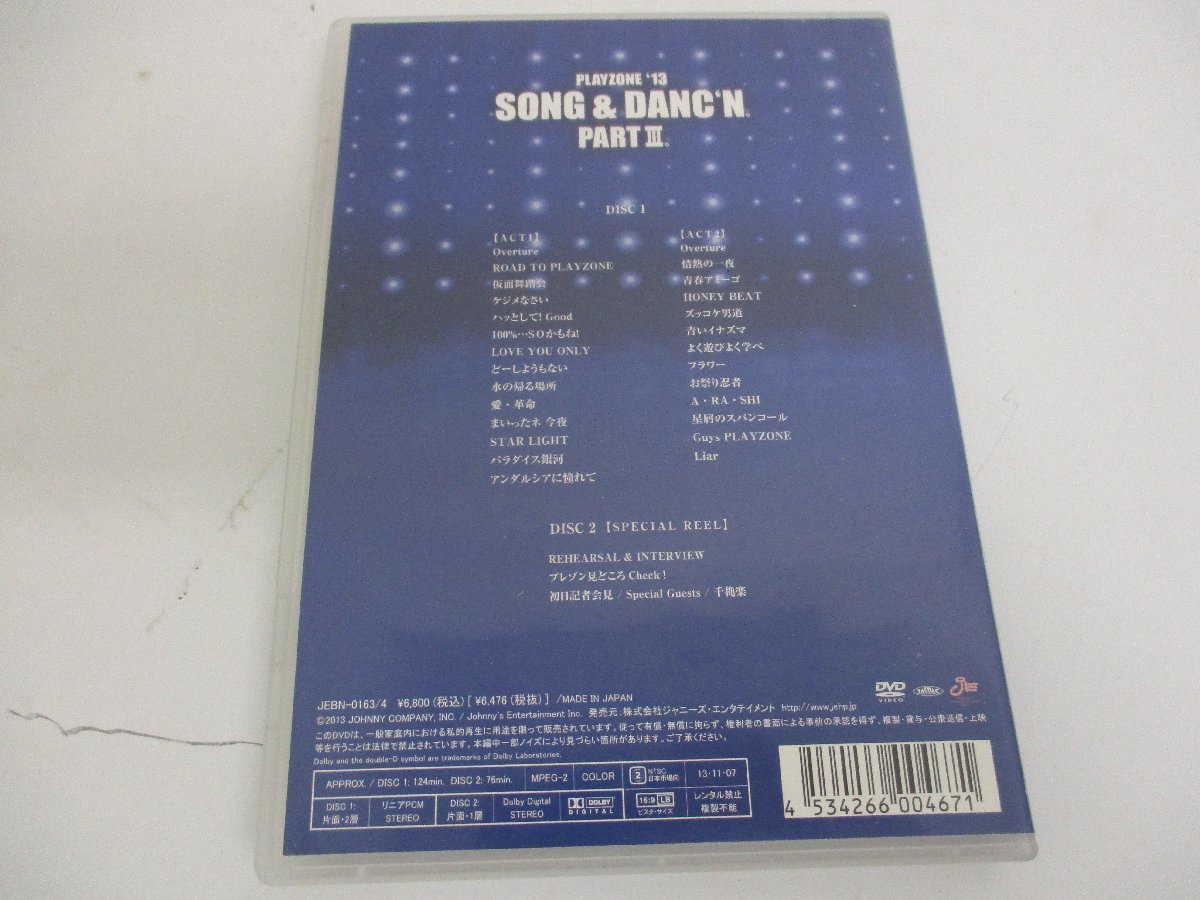 PLAYZONE '13
SONG & DANC'N。
PART Ⅲ。
DISC 1
【ACT1】
Overture
ROAD TO PLAYZONE
仮面舞踏会
ケジメなさい
ハッとして! Good
100%…SOかもね!
LOVE YOU ONLY
どーしようもない
水の帰る場所
愛・革命
まいったネ 今夜
STAR LIGHT
パラダイス銀河
アンダルシアに憧れて
【ACT2】
Overture
情熱の一夜
青春アミーゴ
HONEY BEAT
ズッコケ男道
青いイナズマ
よく遊びよく学べ
フラワー
お祭り忍者
A・RA・SHI
星屑のスパンコール
Guys PLAYZONE
Liar
DISC 2【SPECIAL REEL】
REHEARSAL & INTERVIEW
プレゾン見どころ Check !
初日記者会見 / Special Guests / 千穐楽
JEBN-0163/4 ¥6,800(税込)[ ¥6,476(税抜) ] /MADE IN JAPAN
©2013 JOHNNY COMPANY, INC. / Johnny's Entertainment Inc. 発売元:株式会社ジャニーズ・エンタテイメント http://www.jehp.jp/
このDVDは、一般家庭内における私的再生に用途を限って販売されています。従って有償・無償に拘らず、権利者の書面による事前の承諾を得ず、複製・貸与・公衆送信・上映
等を行うことは法律で禁止されています。本編中一部ノイズにより見づらい箇所があります。ご了承ください。
Dolby and the double-D symbol are trademarks of Dolby Laboratories.
DVD
VIDEO
APPROX. / DISC 1: 124min. DISC 2: 76min.
MPEG-2
COLOR
2
NTSC
日本市場向
13・11・07
DISC 1:
片面・2層
リニアPCM
STEREO
DISC 2:
片面・1層
Dolby Digital
STEREO
DOLBY
DIGITAL
16:9 LB
ビスタ・サイズ
レンタル禁止
複製不能
4 534266 004671